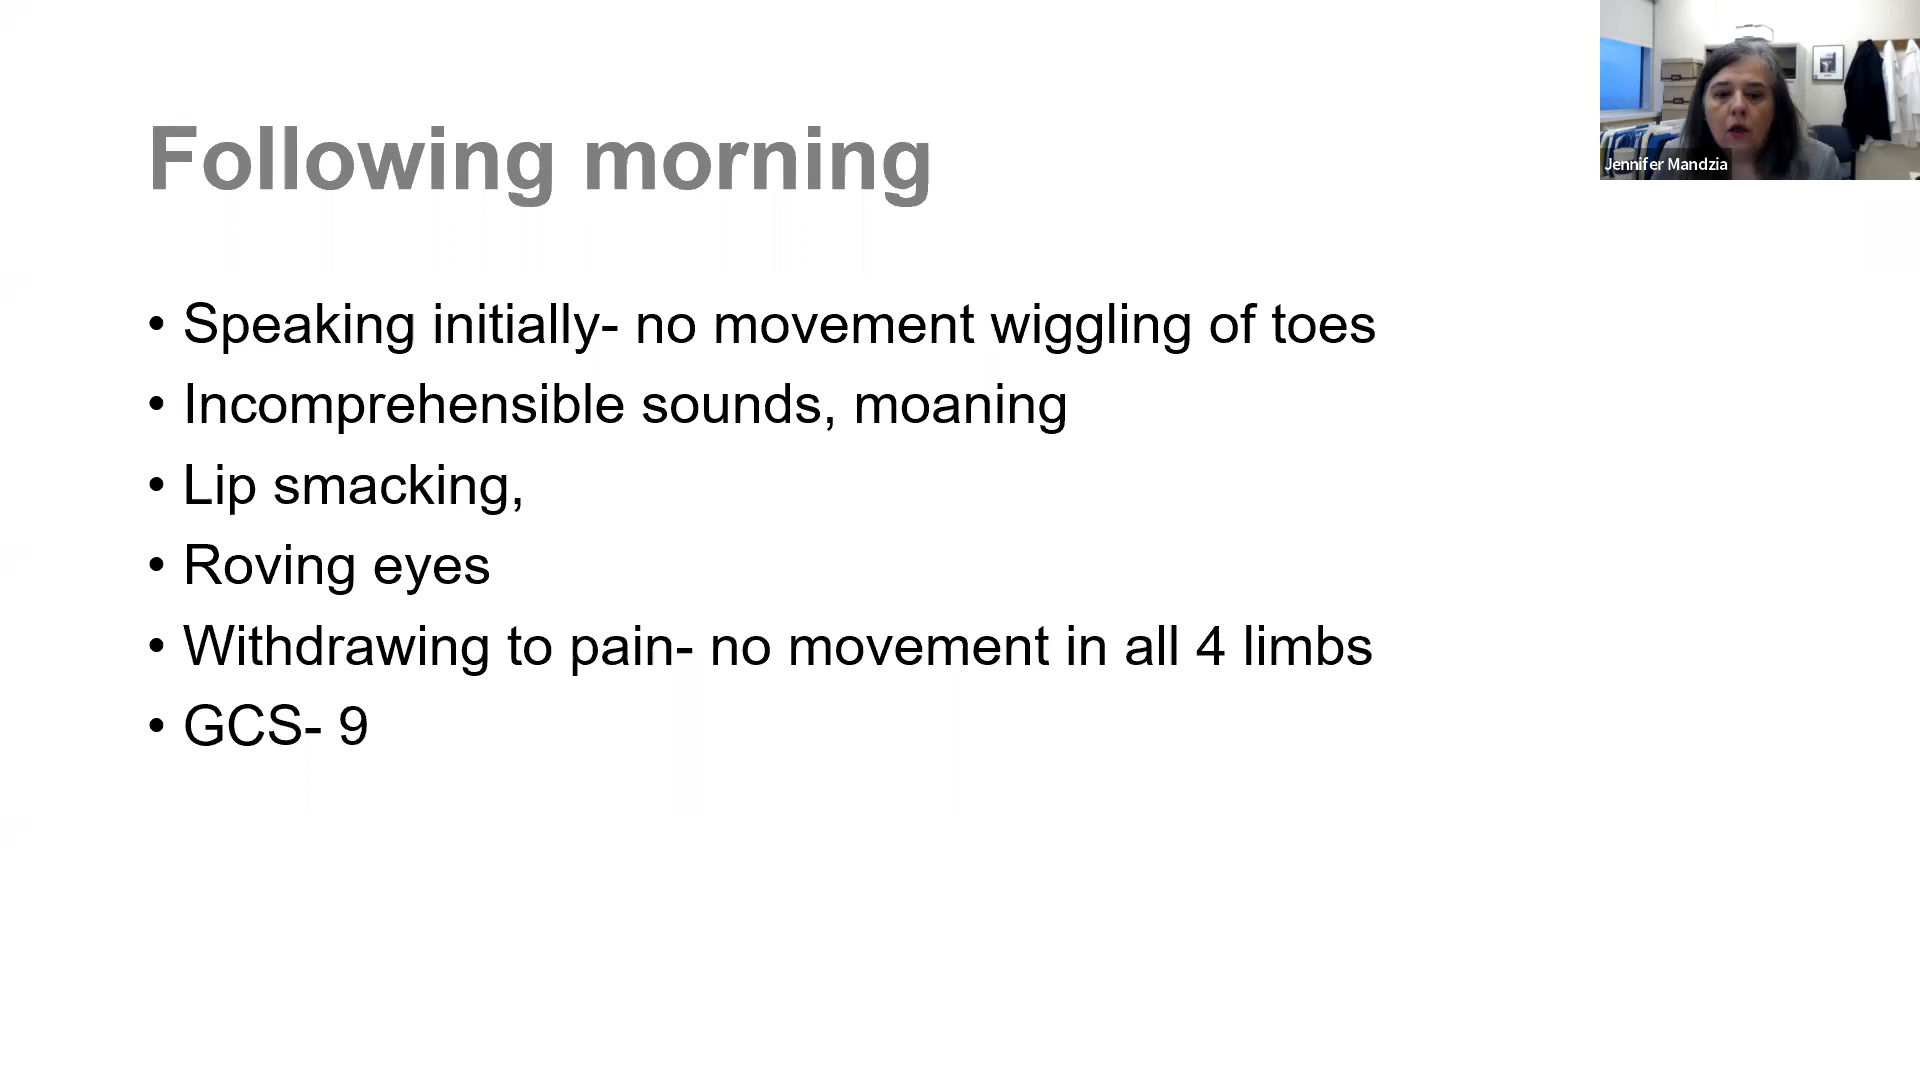 Following morning
• Speaking initially- no movement wiggling of toes
• Incomprehensible sounds, moaning
• Lip smacking,
• Roving eyes
• Withdrawing to pain- no movement in all 4 limbs
• GCS- 9
Jennifer Mandzia